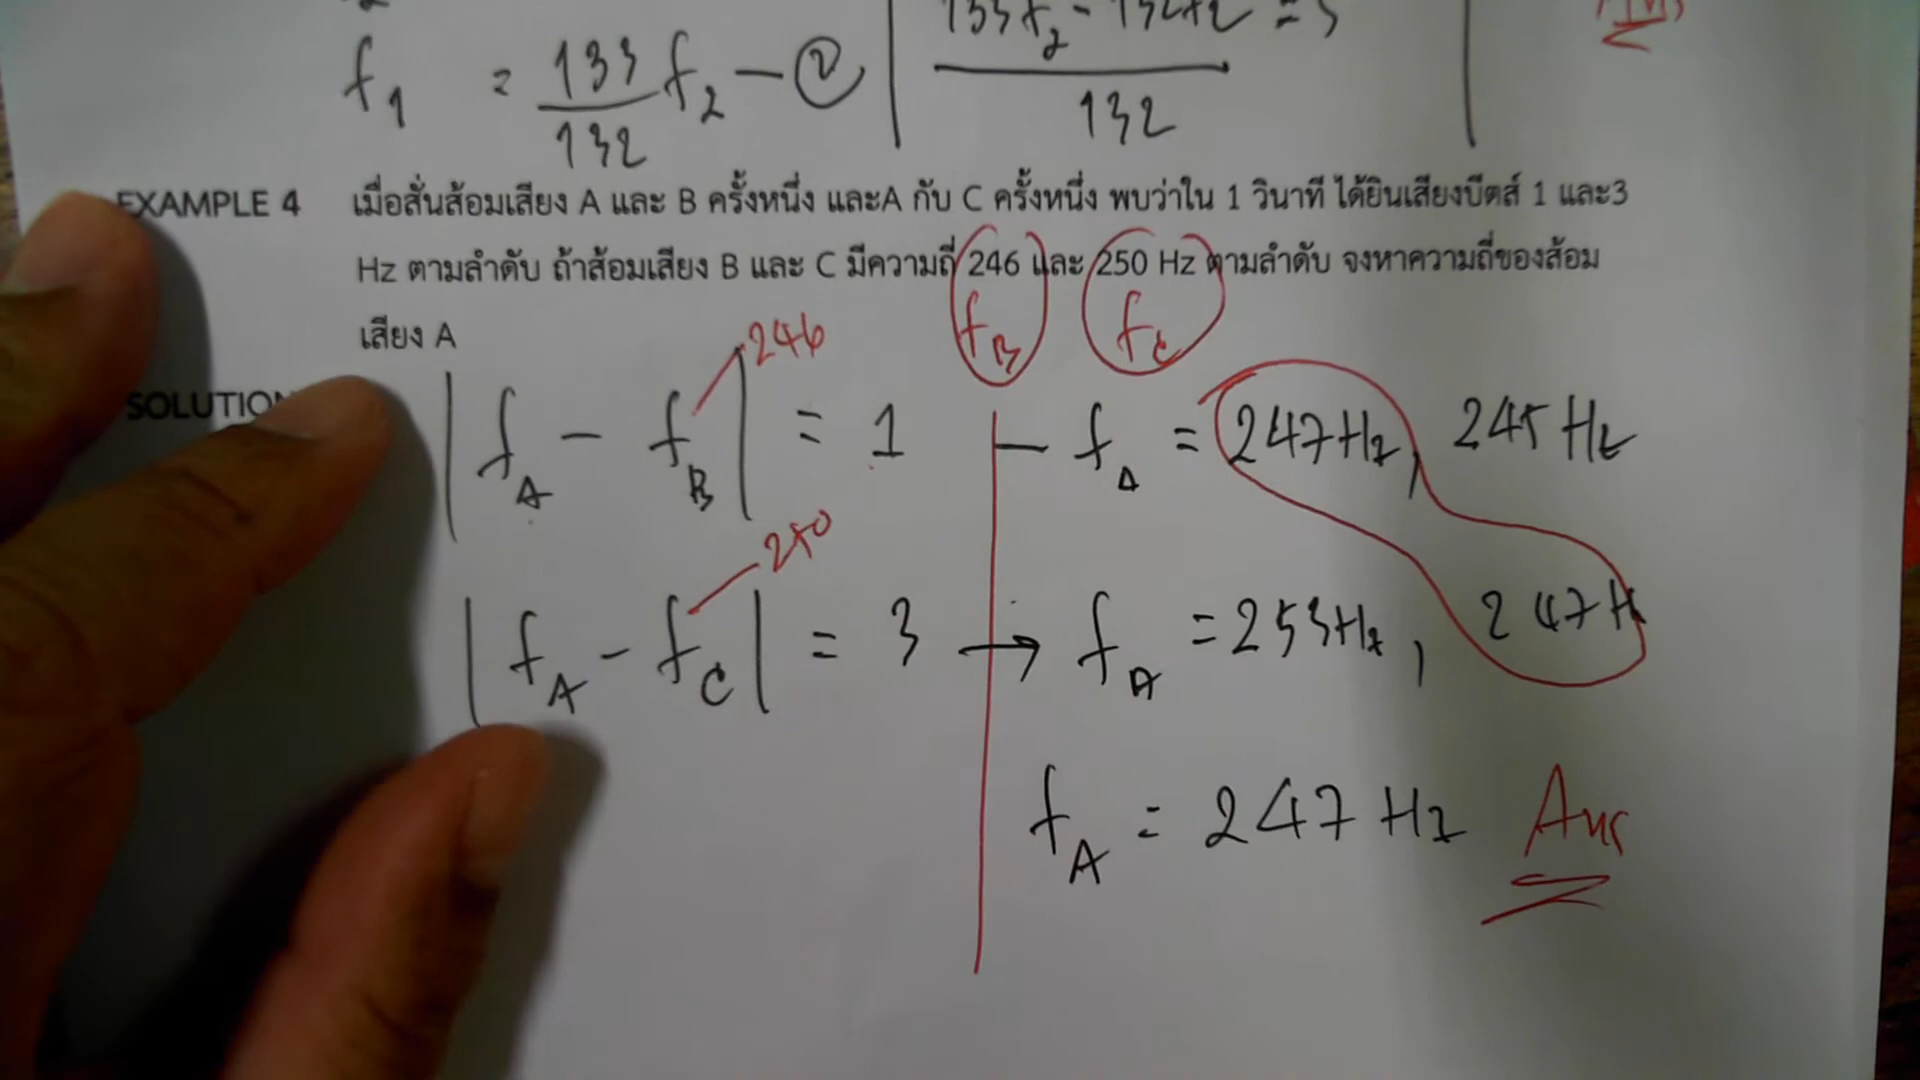 133f₂ - 132f₂ = 3
f₁ = 133/132 f₂ — ②
132
EXAMPLE 4 เมื่อสั่นส้อมเสียง A และ B ครั้งหนึ่ง และA กับ C ครั้งหนึ่ง พบว่าใน 1 วินาที ได้ยินเสียงบีตส์ 1 และ3
Hz ตามลำดับ ถ้าส้อมเสียง B และ C มีความถี่ 246 และ 250 Hz ตามลำดับ จงหาความถี่ของส้อม
fB fC
เสียง A
246
SOLUTION
|fA - fB| = 1 — fA = 247Hz, 245 Hz
250
|fA - fC| = 3 → fA = 253Hz, 247H
fA = 247 Hz Ans